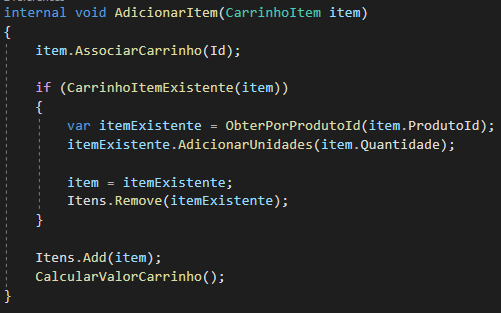 internal void AdicionarItem(CarrinhoItem item)
{
item.AssociarCarrinho(Id);
if (CarrinhoItemExistente(item))
{
var itemExistente = ObterPorProdutoId(item.ProdutoId);
itemExistente.AdicionarUnidades(item.Quantidade);
item = itemExistente;
Itens.Remove(itemExistente);
}
Itens.Add(item);
CalcularValorCarrinho();
}